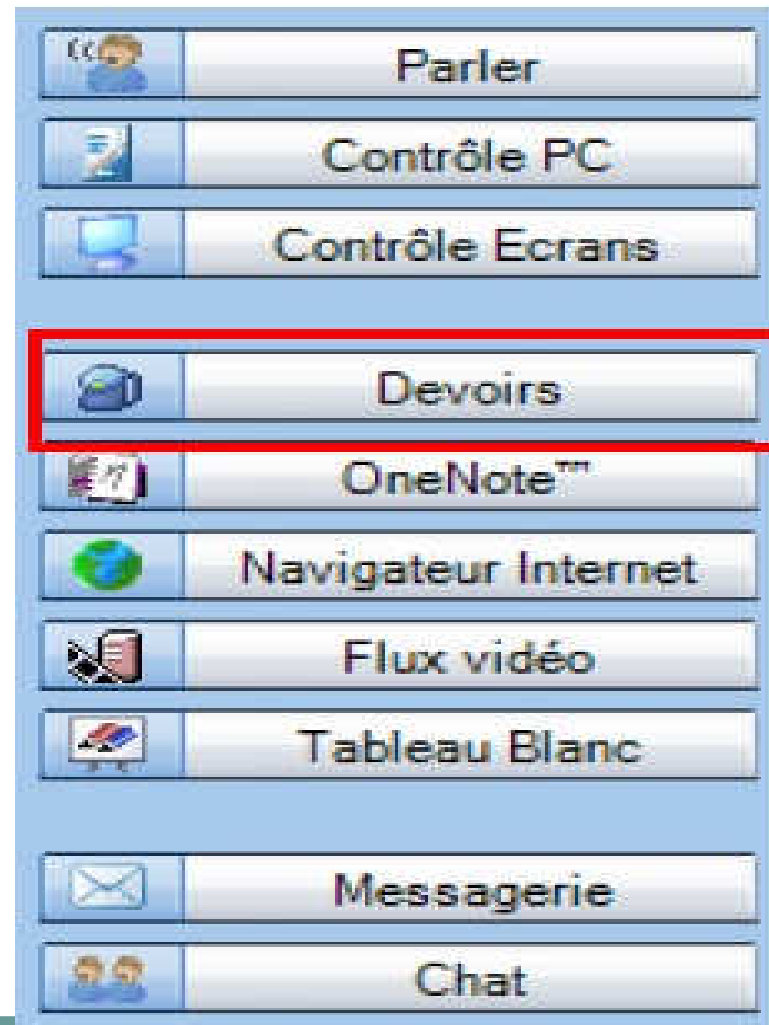 Parler
Contrôle PC
Contrôle Ecrans
Devoirs
OneNote™
Navigateur Internet
Flux vidéo
Tableau Blanc
Messagerie
Chat